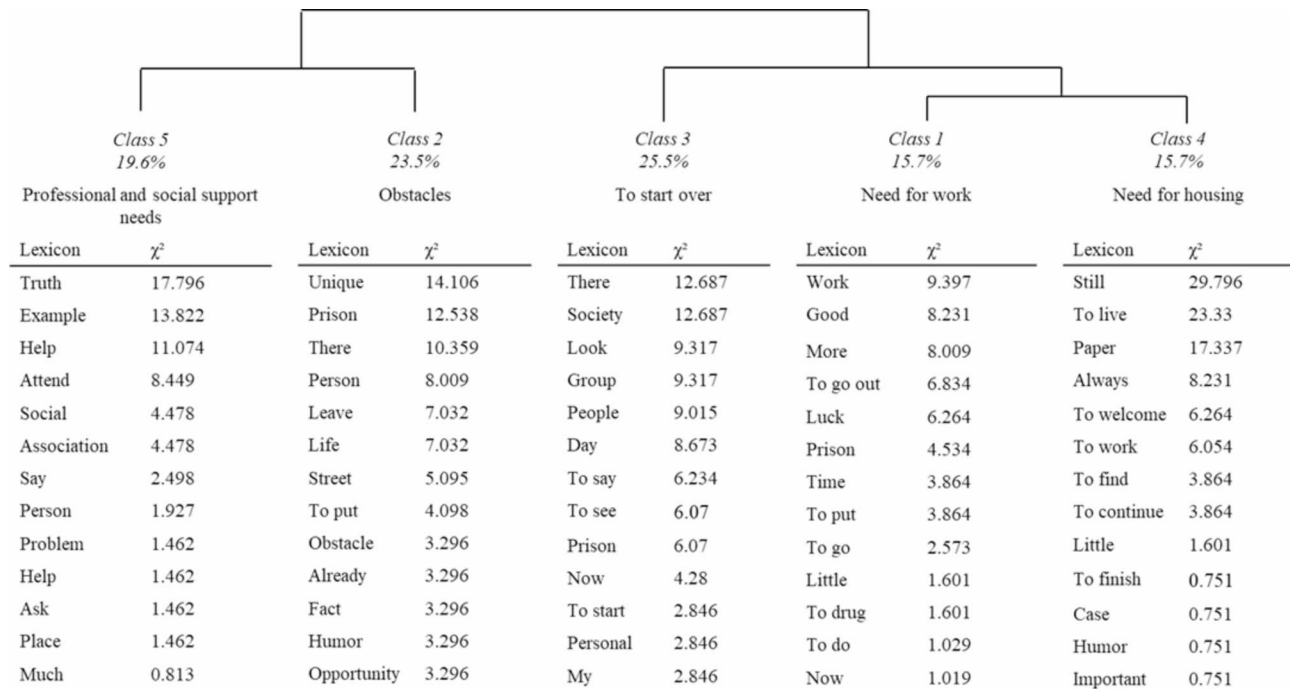 Class 5 Class 2 Class 3 Class 1 Class 4
19.6% 23.5% 25.5% 15.7% 15.7%
Professional and social support Obstacles To start over Need for work Need for housing
needs
Lexicon χ² Lexicon χ² Lexicon χ² Lexicon χ² Lexicon χ²
Truth 17.796 Unique 14.106 There 12.687 Work 9.397 Still 29.796
Example 13.822 Prison 12.538 Society 12.687 Good 8.231 To live 23.33
Help 11.074 There 10.359 Look 9.317 More 8.009 Paper 17.337
Attend 8.449 Person 8.009 Group 9.317 To go out 6.834 Always 8.231
Social 4.478 Leave 7.032 People 9.015 Luck 6.264 To welcome 6.264
Association 4.478 Life 7.032 Day 8.673 Prison 4.534 To work 6.054
Say 2.498 Street 5.095 To say 6.234 Time 3.864 To find 3.864
Person 1.927 To put 4.098 To see 6.07 To put 3.864 To continue 3.864
Problem 1.462 Obstacle 3.296 Prison 6.07 To go 2.573 Little 1.601
Help 1.462 Already 3.296 Now 4.28 Little 1.601 To finish 0.751
Ask 1.462 Fact 3.296 To start 2.846 To drug 1.601 Case 0.751
Place 1.462 Humor 3.296 Personal 2.846 To do 1.029 Humor 0.751
Much 0.813 Opportunity 3.296 My 2.846 Now 1.019 Important 0.751